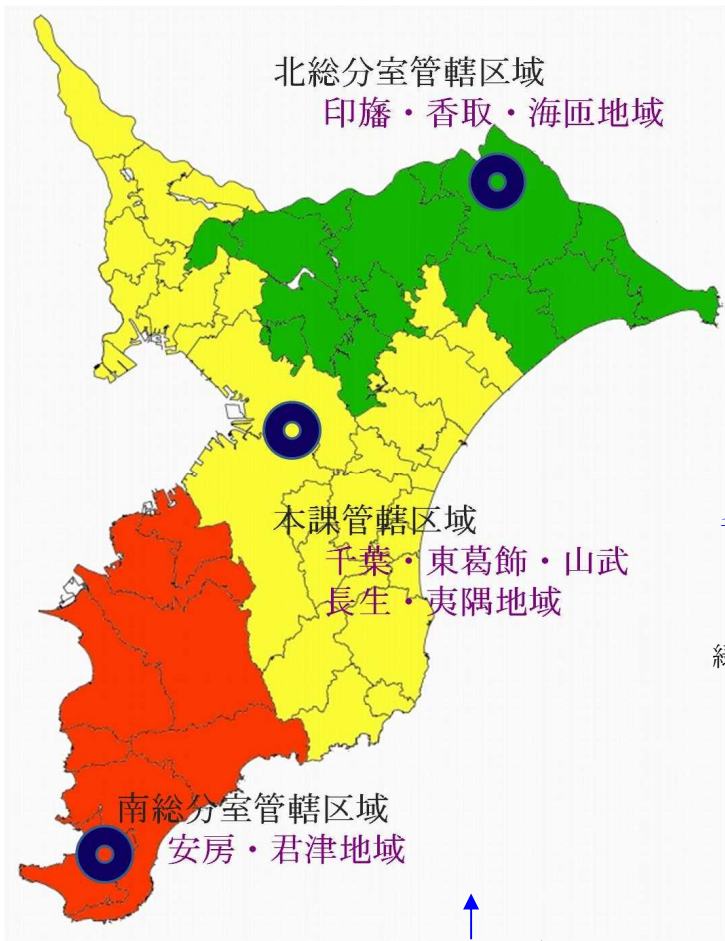 北総分室管轄区域
印旛・香取・海匝地域
本課管轄区域
千葉・東葛飾・山武
長生・夷隅地域
南総分室管轄区域
安房・君津地域